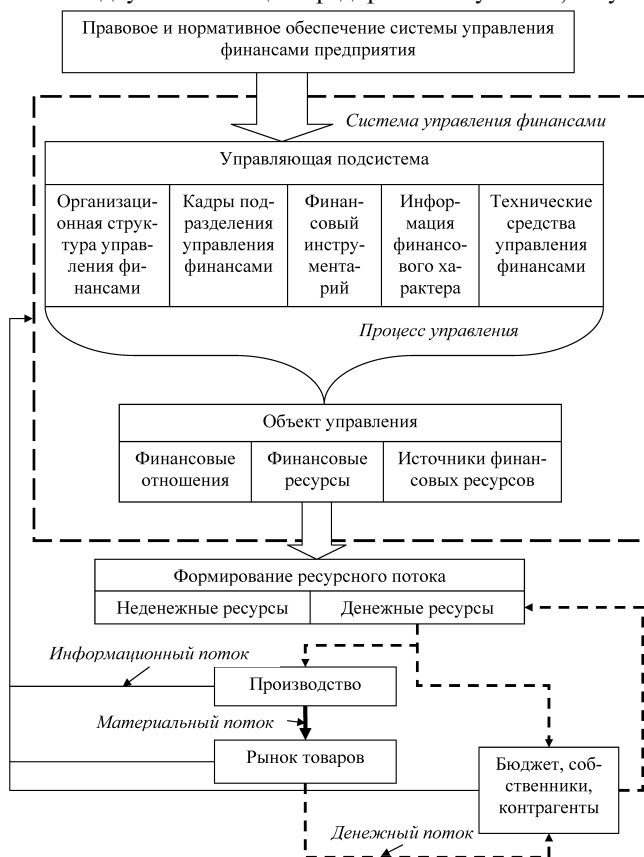 Правовое и нормативное обеспечение системы управления
финансами предприятия
Система управления финансами
Управляющая подсистема
Организаци-
онная струк-
тура управ-
ления фи-
нансами
Кадры под-
разделения
управления
финансами
Финан-
совый
инстру-
мента-
рий
Инфор-
мация
финансо-
вого ха-
рактера
Технические
средства
управления
финансами
Процесс управления
Объект управления
Финансовые
отношения
Финансовые
ресурсы
Источники финан-
совых ресурсов
Формирование ресурсного потока
Неденежные ресурсы
Денежные ресурсы
Информационный поток
Производство
Материальный поток
Рынок товаров
Бюджет, соб-
ственники,
контрагенты
Денежный поток